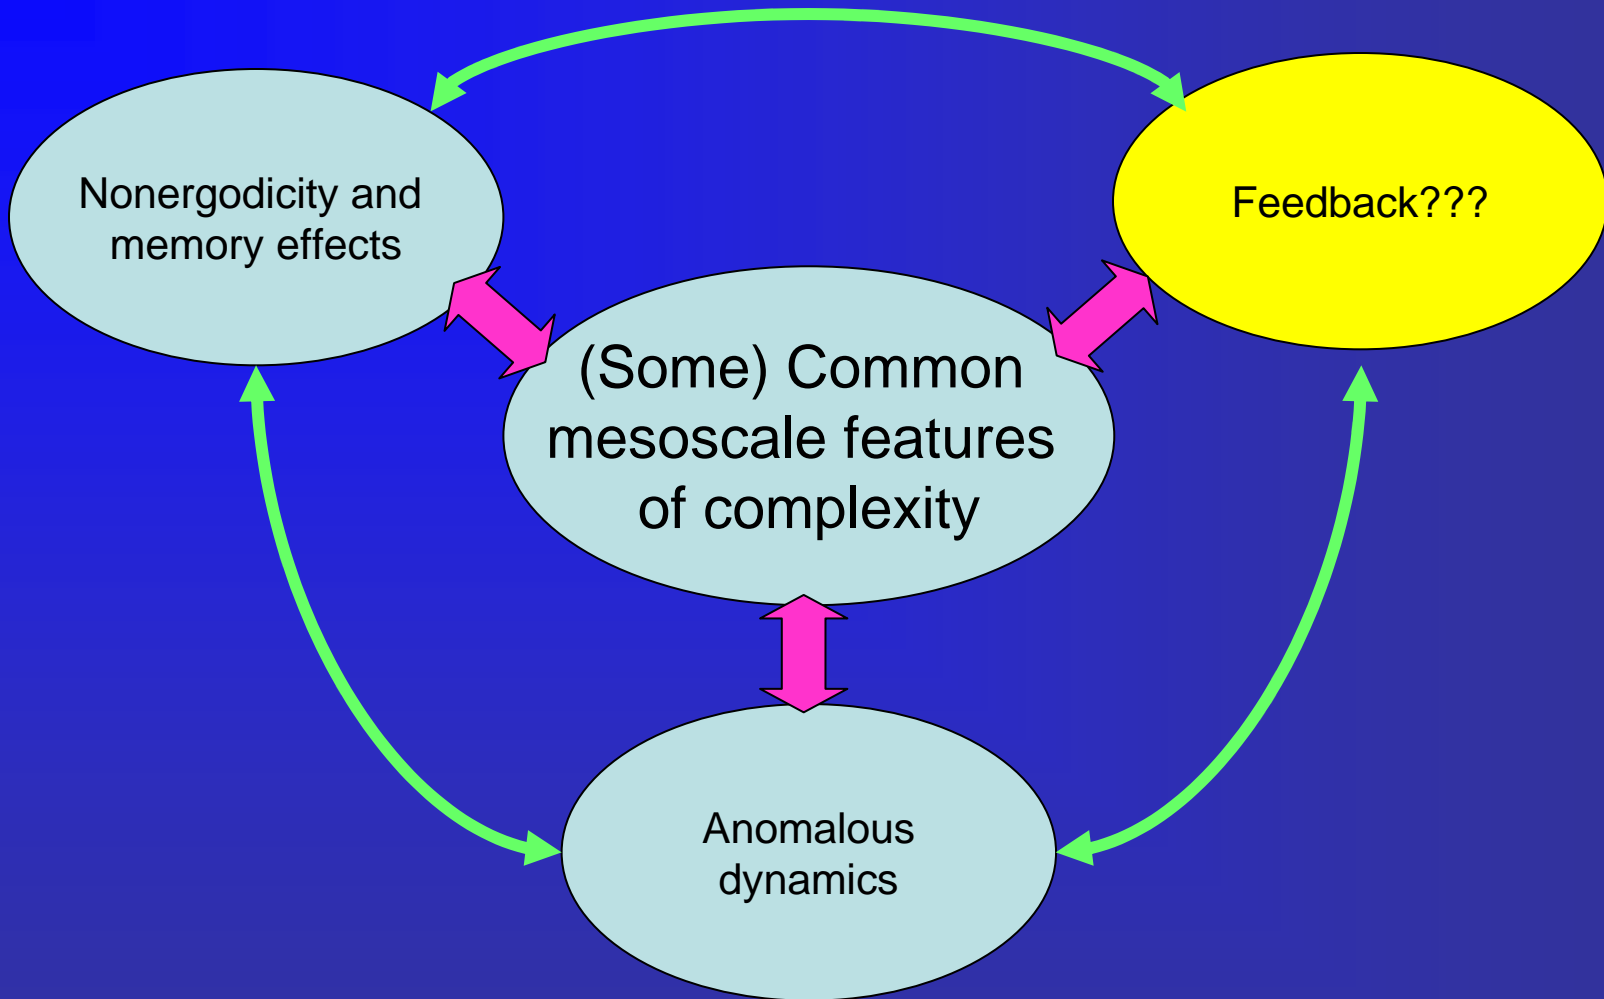 Nonergodicity and
memory effects
Feedback???
(Some) Common
mesoscale features
of complexity
Anomalous
dynamics